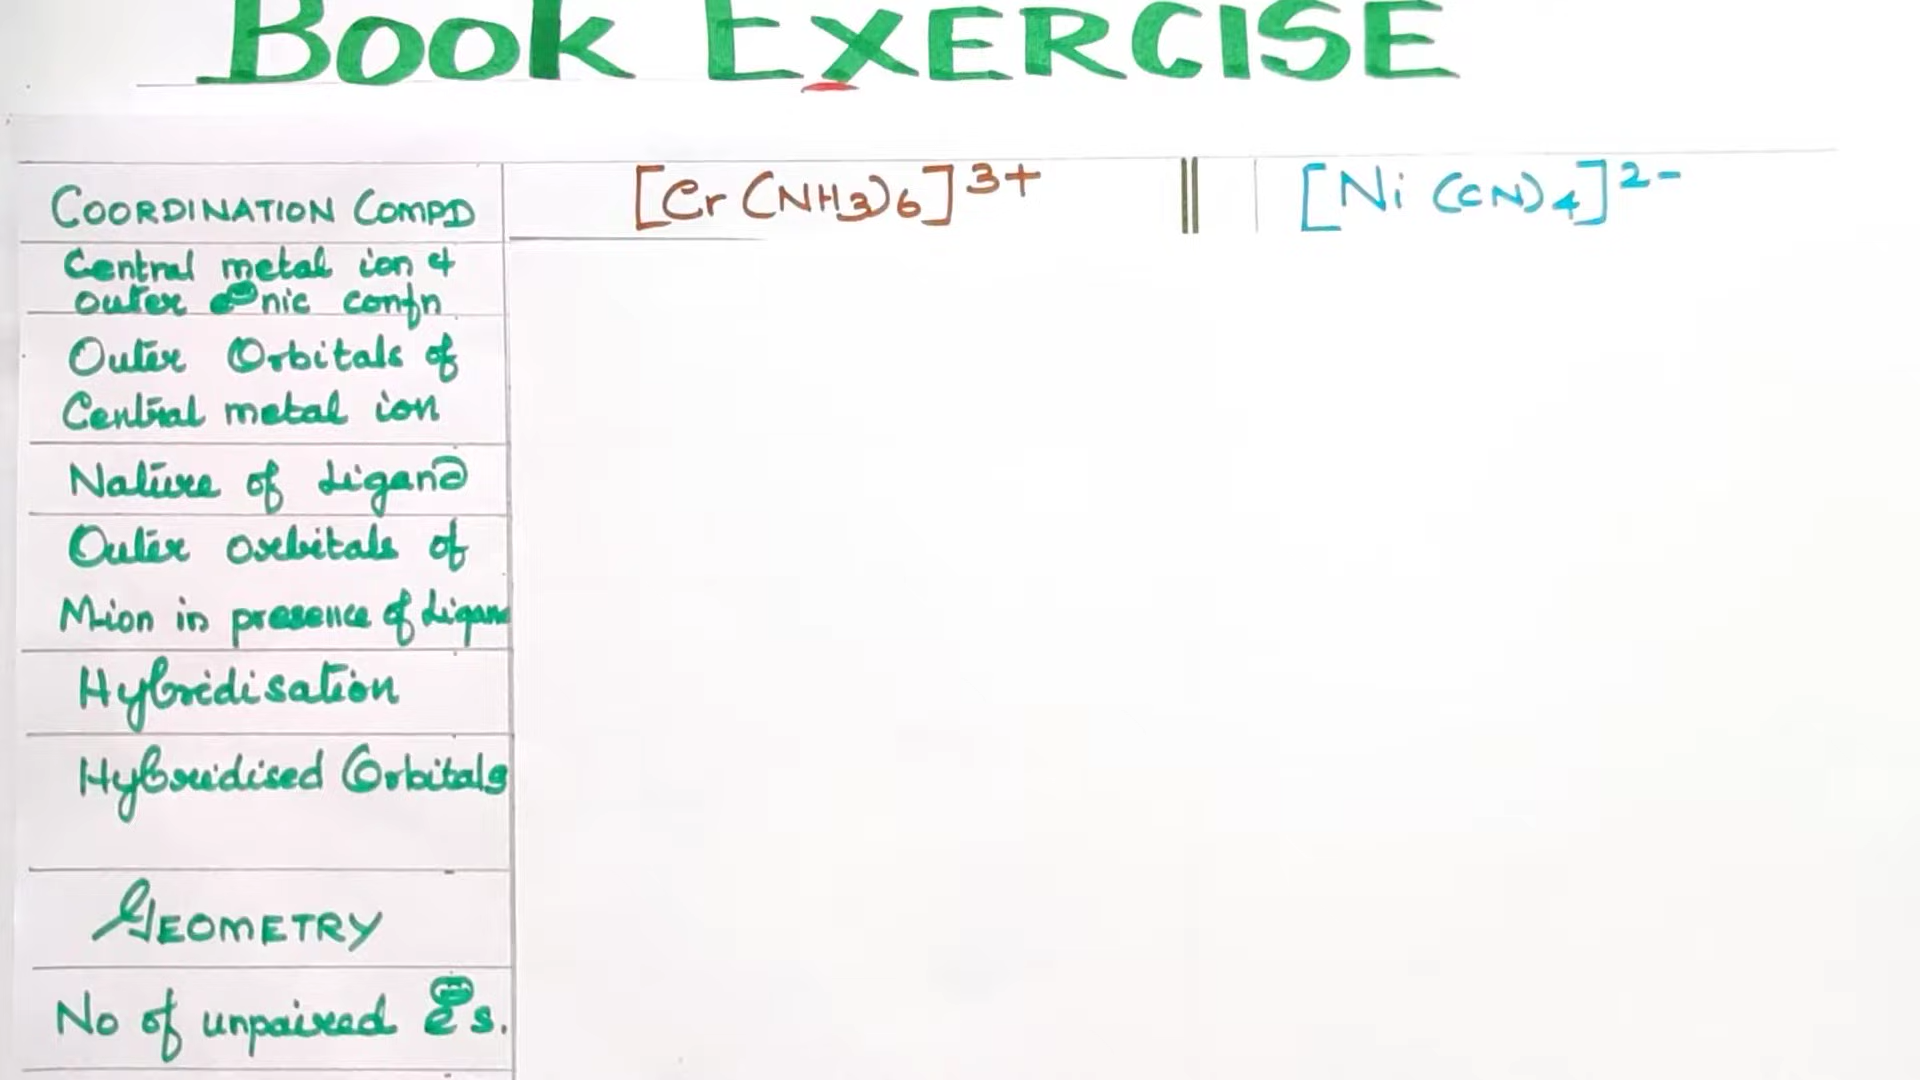 BOOK EXERCISE
COORDINATION COMPD
[Cr(NH3)6]3+
[Ni(CN)4]2-
Central metal ion &
outer e nic confn
Outer Orbitals of
Central metal ion
Nature of Ligand
Outer orbitals of
M-ion in presence of Ligand
Hybridisation
Hybridised Orbitals
GEOMETRY
No of unpaired es.